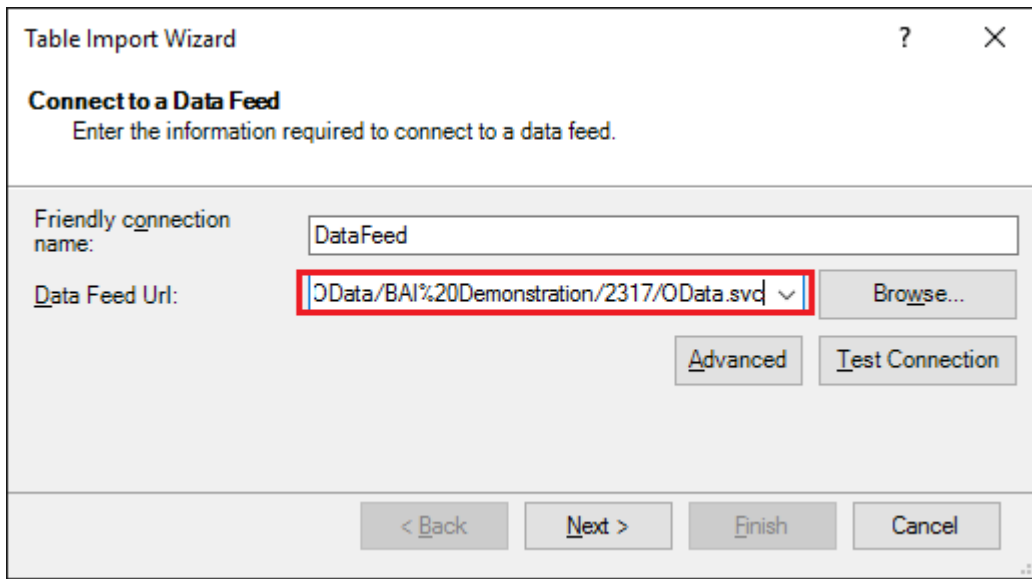 Table Import Wizard
?
Connect to a Data Feed
Enter the information required to connect to a data feed.
Friendly connection
name:
DataFeed
Data Feed Url:
OData/BAI%20Demonstration/2317/OData.svc
Browse...
Advanced
Test Connection
< Back
Next >
Finish
Cancel